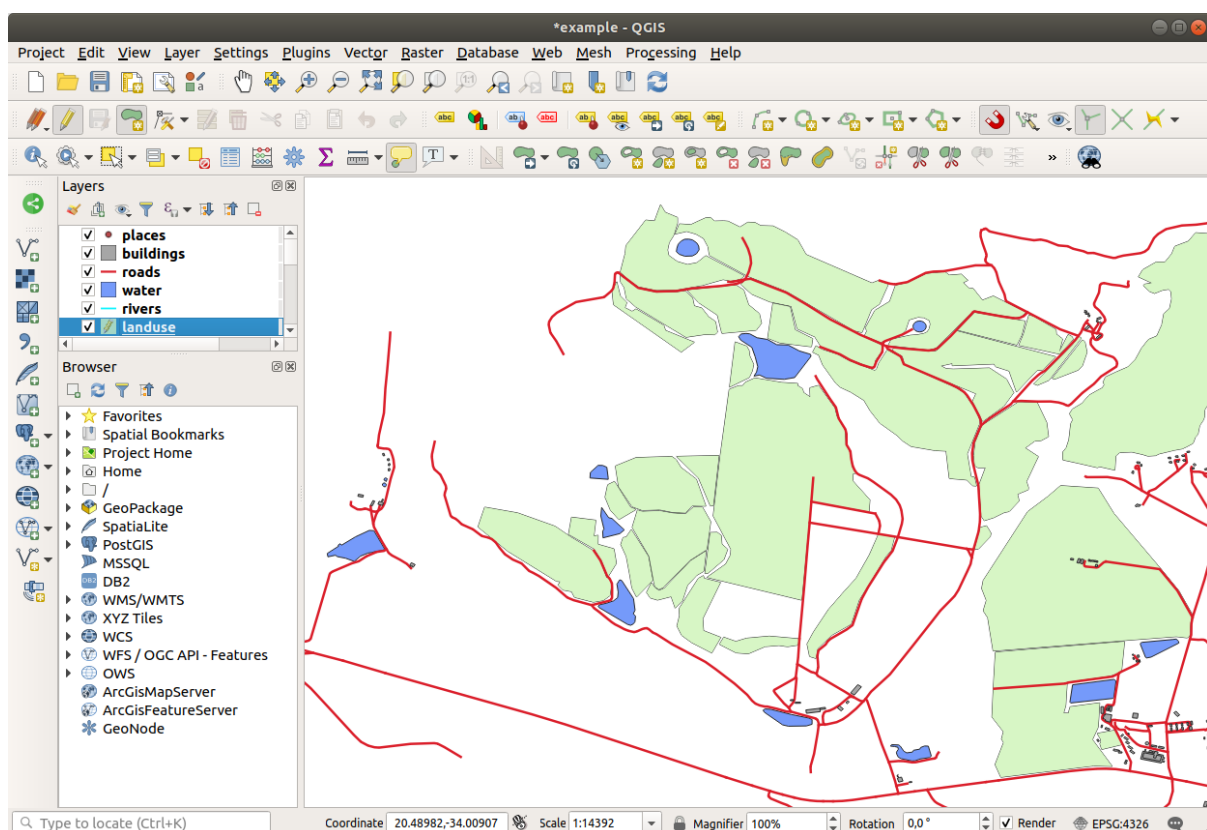 *example - QGIS
Project Edit View Layer Settings Plugins Vector Raster Database Web Mesh Processing Help
Layers
places
buildings
roads
water
rivers
landuse
Browser
Favorites
Spatial Bookmarks
Project Home
Home
/
GeoPackage
SpatiaLite
PostGIS
MSSQL
DB2
WMS/WMTS
XYZ Tiles
WCS
WFS / OGC API - Features
OWS
ArcGisMapServer
ArcGisFeatureServer
GeoNode
Type to locate (Ctrl+K) Coordinate 20.48982,-34.00907 Scale 1:14392 Magnifier 100% Rotation 0,0 ° Render EPSG:4326